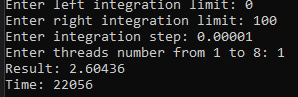 Enter left integration limit: 0
Enter right integration limit: 100
Enter integration step: 0.00001
Enter threads number from 1 to 8: 1
Result: 2.60436
Time: 22056